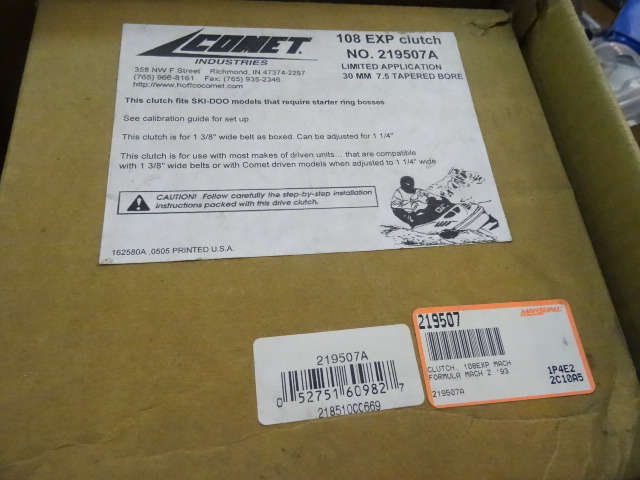 COMET
INDUSTRIES
358 NW F Street Richmond, IN 47374-2297
(765) 966-8161 Fax. (765) 935-2346
http://www.hoffcocomet.com
108 EXP clutch
NO. 219507A
LIMITED APPLICATION
30 MM 7.5 TAPERED BORE
This clutch fits SKI-DOO models that require starter ring bosses
See calibration guide for set up.
This clutch is for 1 3/8" wide belt as boxed. Can be adjusted for 1 1/4"
This clutch is for use with most makes of driven units... that are compatible
with 1 3/8" wide belts or with Comet driven models when adjusted to 1 1/4" wide
CAUTION! Follow carefully the step-by-step installation
instructions packed with this drive clutch.
162580A ,0505 PRINTED U.S.A.
219507A
0 52751 60982 7
218510CC669
MARSHALL
219507
CLUTCH, 108EXP MACH
FORMULA MACH Z '93
219507A
1P4E2
2C10A5